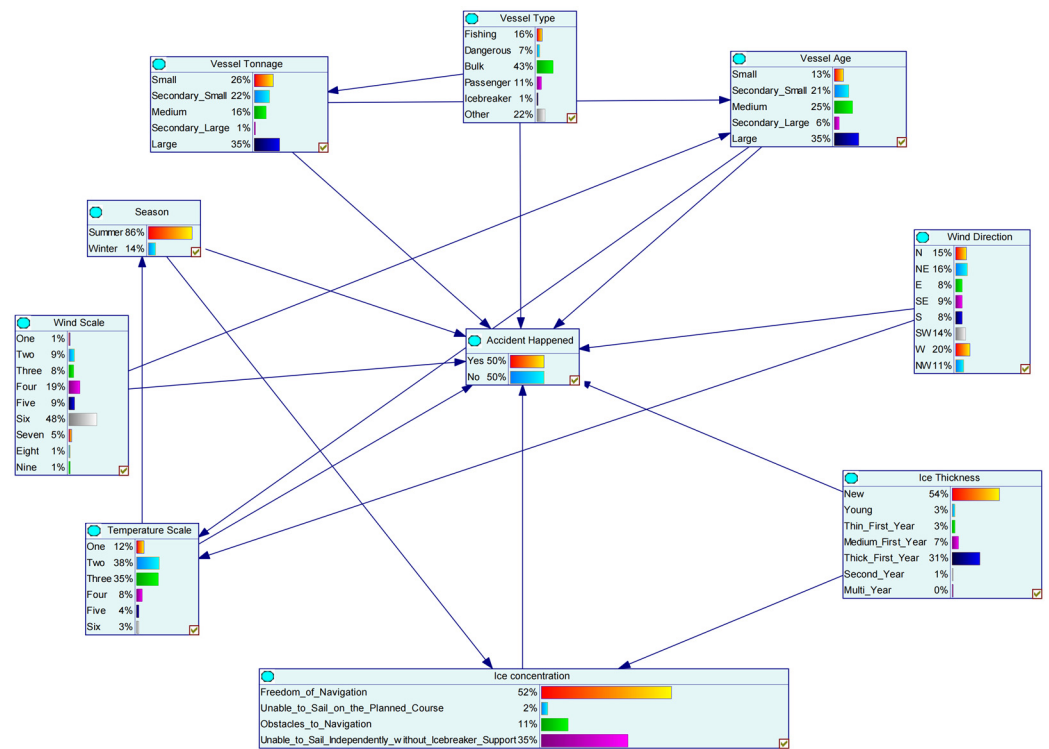 Vessel Type
Fishing 16%
Dangerous 7%
Bulk 43%
Passenger 11%
Icebreaker 1%
Other 22%
Vessel Tonnage
Small 26%
Secondary_Small 22%
Medium 16%
Secondary_Large 1%
Large 35%
Vessel Age
Small 13%
Secondary_Small 21%
Medium 25%
Secondary_Large 6%
Large 35%
Season
Summer 86%
Winter 14%
Wind Direction
N 15%
NE 16%
E 8%
SE 9%
S 8%
SW 14%
W 20%
NW 11%
Wind Scale
One 1%
Two 9%
Three 8%
Four 19%
Five 9%
Six 48%
Seven 5%
Eight 1%
Nine 1%
Accident Happened
Yes 50%
No 50%
Ice Thickness
New 54%
Young 3%
Thin_First_Year 3%
Medium_First_Year 7%
Thick_First_Year 31%
Second_Year 1%
Multi_Year 0%
Temperature Scale
One 12%
Two 38%
Three 35%
Four 8%
Five 4%
Six 3%
Ice concentration
Freedom_of_Navigation 52%
Unable_to_Sail_on_the_Planned_Course 2%
Obstacles_to_Navigation 11%
Unable_to_Sail_Independently_without_Icebreaker_Support 35%